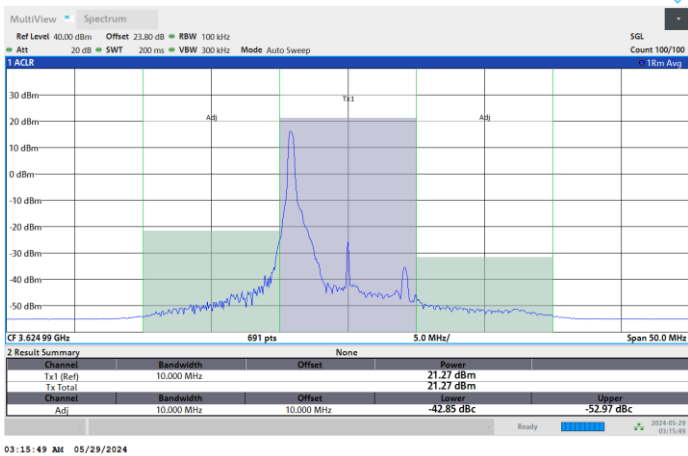 MultiView Spectrum
Ref Level 40.00 dBm Offset 23.80 dB RBW 100 kHz SGL
Att 20 dB SWT 200 ms VBW 300 kHz Mode Auto Sweep Count 100/100
1 ACLR 1Rm Avg
Tx1
30 dBm
Adj Adj
20 dBm
10 dBm
0 dBm
-10 dBm
-20 dBm
-30 dBm
-40 dBm
-50 dBm
CF 3.62499 GHz 691 pts 5.0 MHz/ Span 50.0 MHz
2 Result Summary None
Channel Bandwidth Offset Power
Tx1 (Ref) 10.000 MHz 21.27 dBm
Tx Total 21.27 dBm
Channel Bandwidth Offset Lower Upper
Adj 10.000 MHz 10.000 MHz -42.85 dBc -52.97 dBc
Ready 2024-05-29
03:15:49
03:15:49 AM 05/29/2024